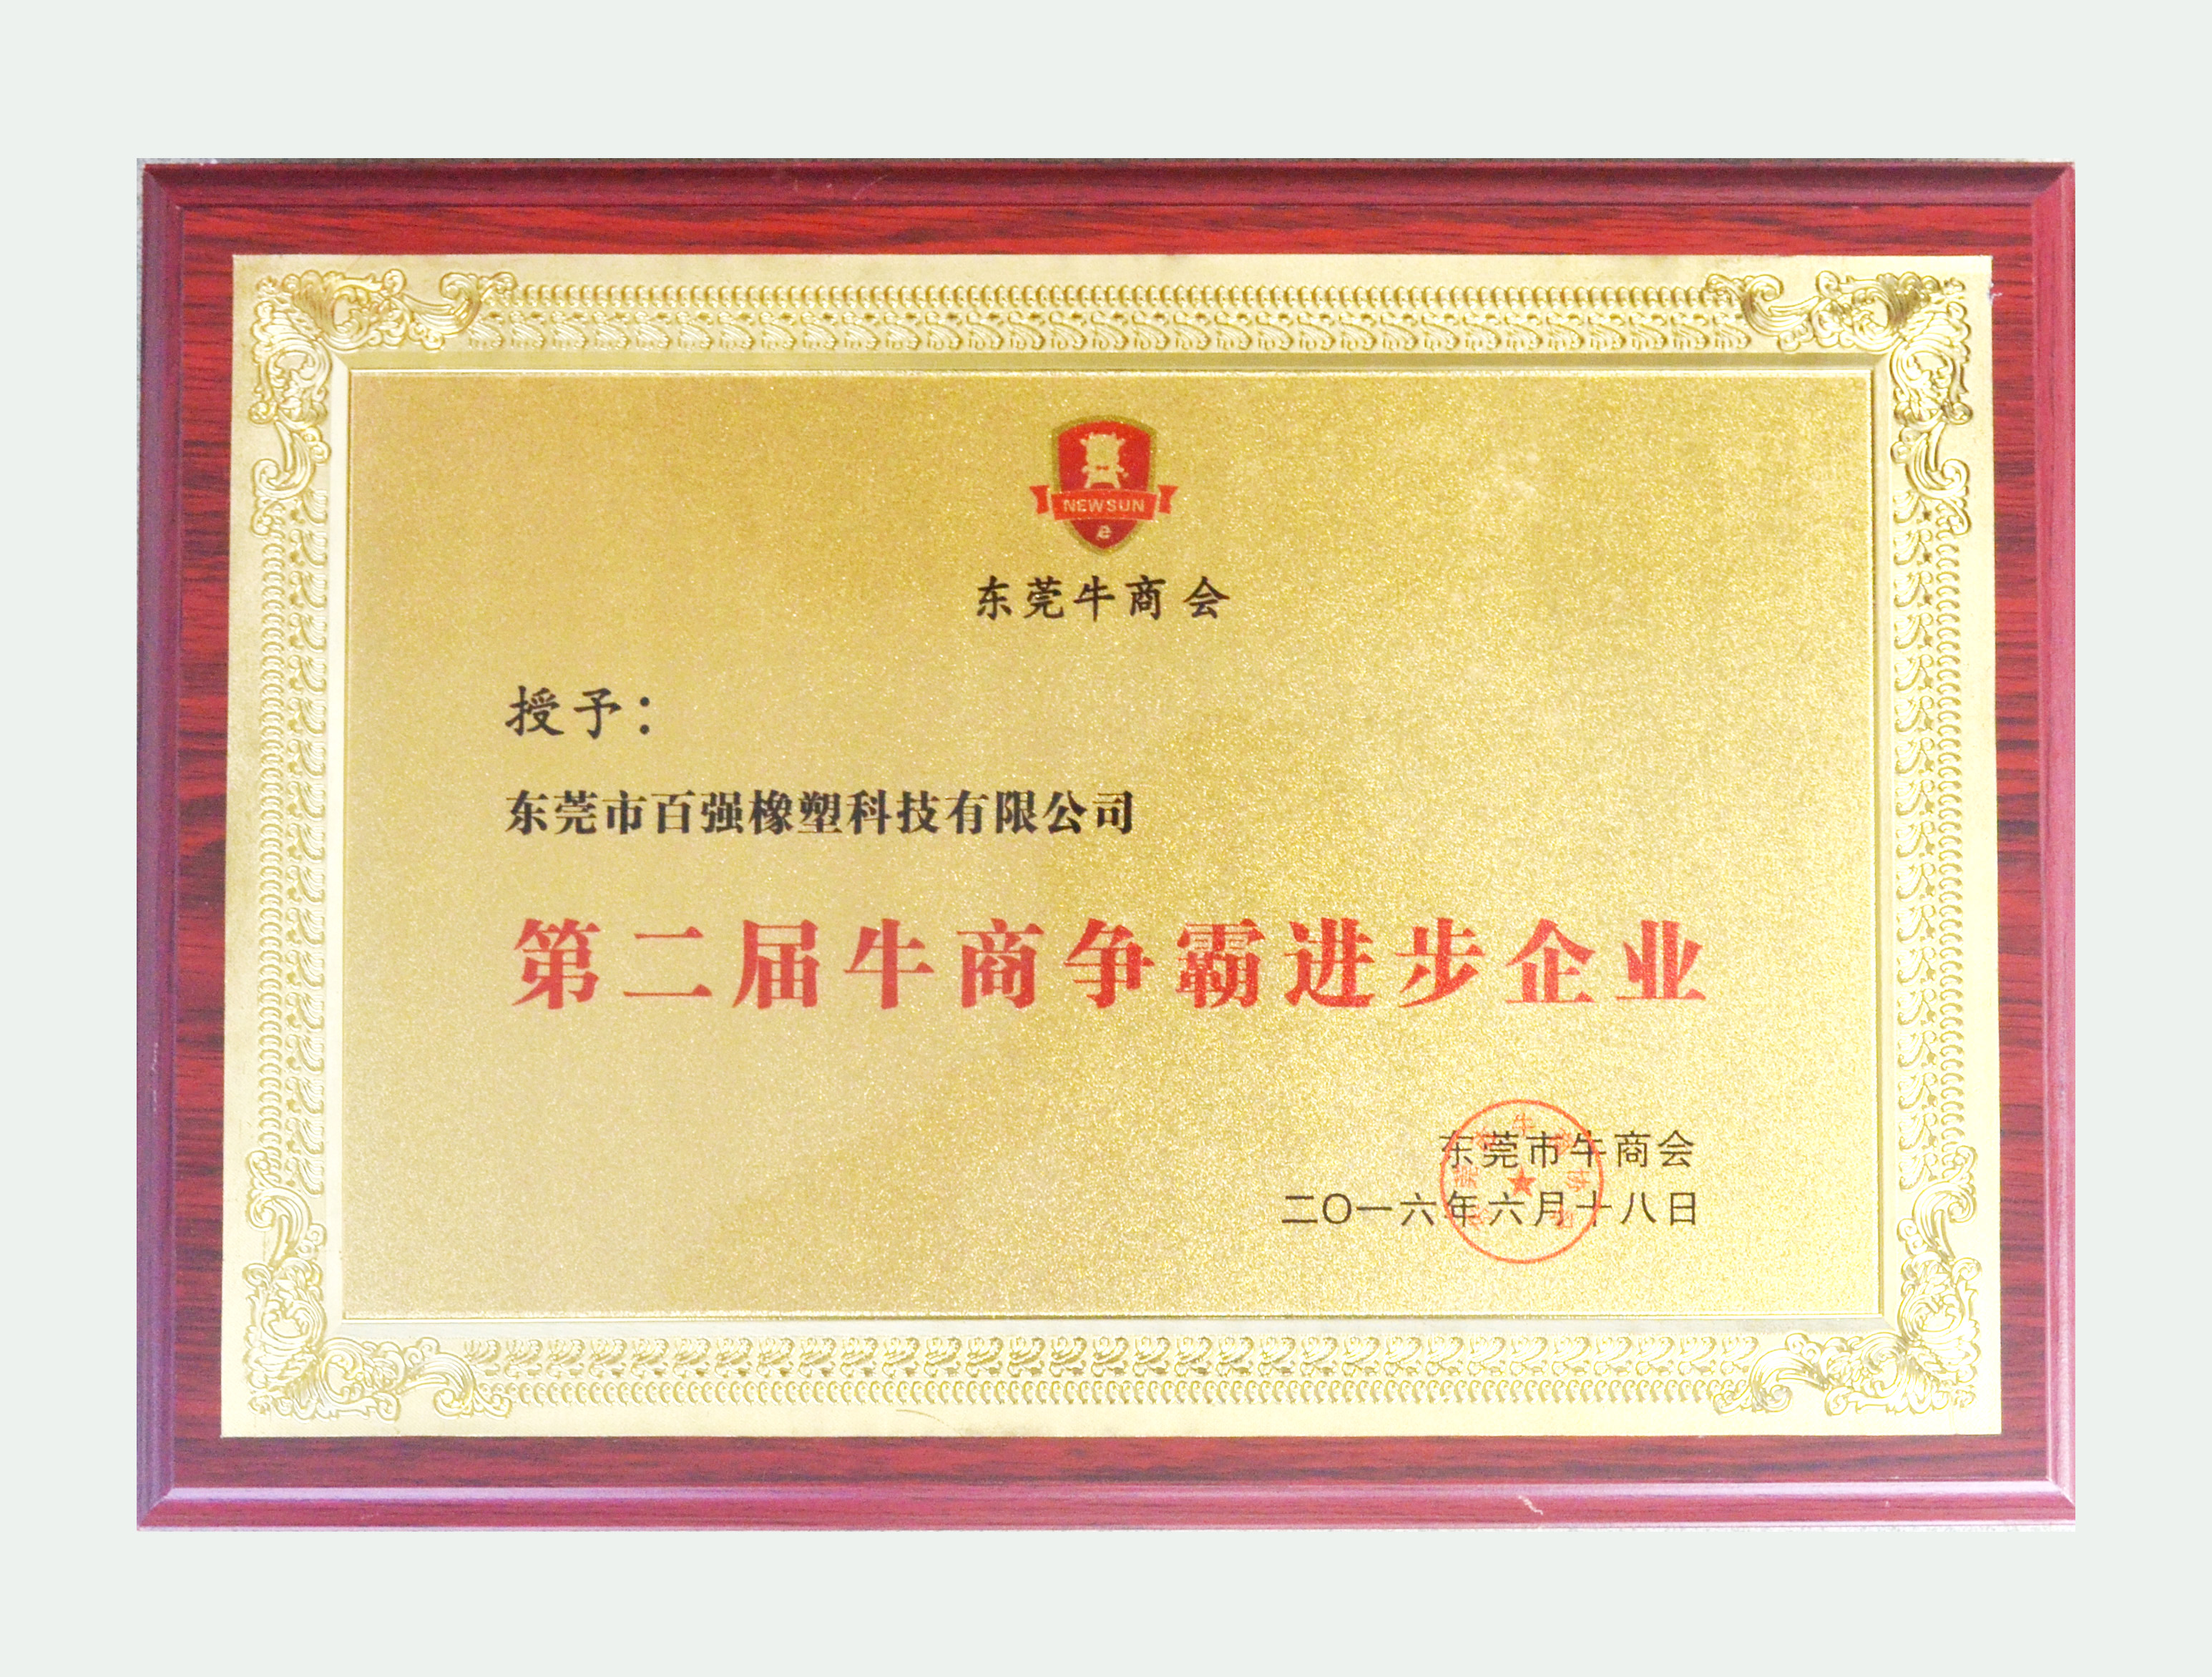 NEWSUN
e
东莞牛商会
授予：
东莞市百强橡塑科技有限公司
第二届牛商争霸进步企业
东莞市牛商会
二〇一六年六月十八日